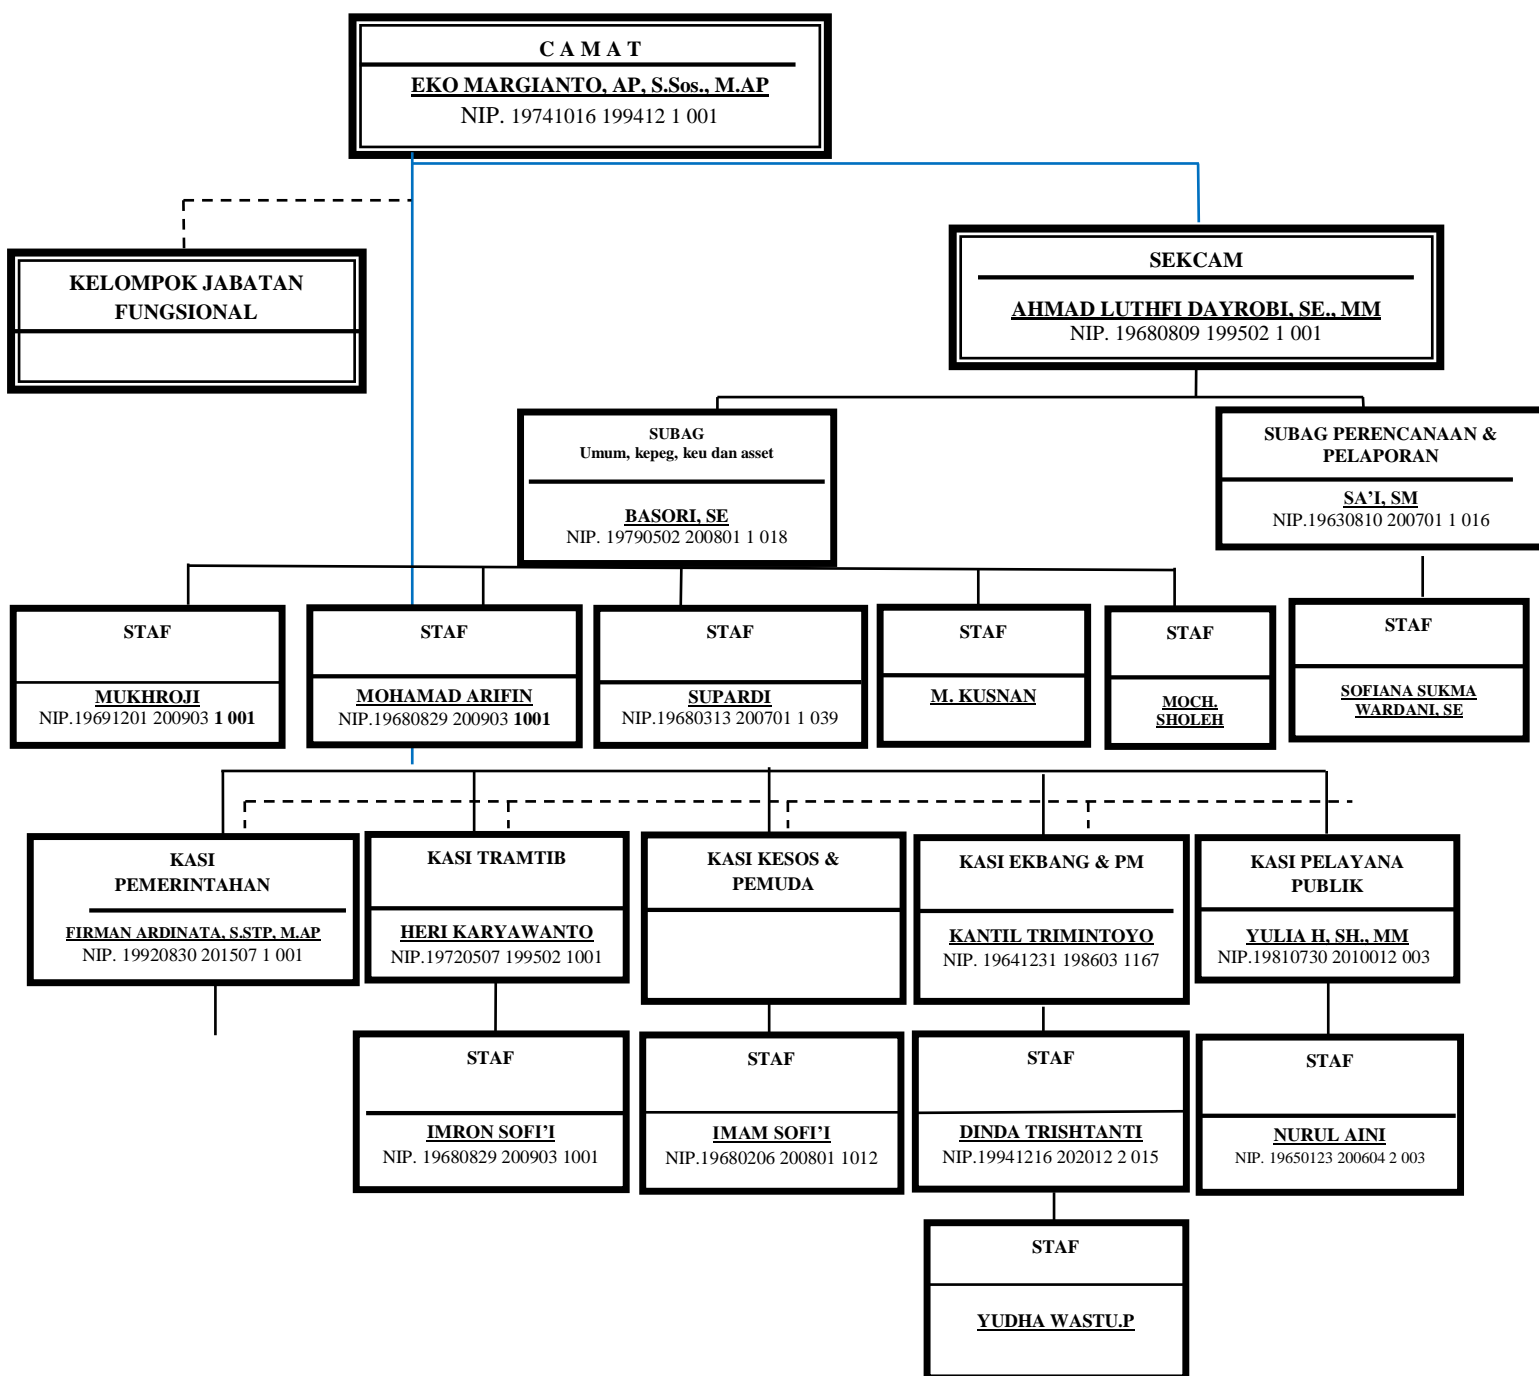 C A M A T
EKO MARGIANTO, AP, S.Sos., M.AP
NIP. 19741016 199412 1 001
KELOMPOK JABATAN
FUNGSIONAL
SEKCAM
AHMAD LUTHFI DAYROBI, SE., MM
NIP. 19680809 199502 1 001
SUBAG
Umum, kepeg, keu dan asset
BASORI, SE
NIP. 19790502 200801 1 018
SUBAG PERENCANAAN &
PELAPORAN
SA’I, SM
NIP.19630810 200701 1 016
STAF
MUKHROJI
NIP.19691201 200903 1 001
STAF
MOHAMAD ARIFIN
NIP.19680829 200903 1001
STAF
SUPARDI
NIP.19680313 200701 1 039
STAF
M. KUSNAN
STAF
MOCH.
SHOLEH
STAF
SOFIANA SUKMA
WARDANI, SE
KASI
PEMERINTAHAN
FIRMAN ARDINATA, S.STP, M.AP
NIP. 19920830 201507 1 001
KASI TRAMTIB
HERI KARYAWANTO
NIP.19720507 199502 1001
KASI KESOS &
PEMUDA
KASI EKBANG & PM
KANTIL TRIMINTOYO
NIP. 19641231 198603 1167
KASI PELAYANA
PUBLIK
YULIA H, SH., MM
NIP.19810730 2010012 003
STAF
IMRON SOFI’I
NIP. 19680829 200903 1001
STAF
IMAM SOFI’I
NIP.19680206 200801 1012
STAF
DINDA TRISHTANTI
NIP.19941216 202012 2 015
STAF
NURUL AINI
NIP. 19650123 200604 2 003
STAF
YUDHA WASTU.P